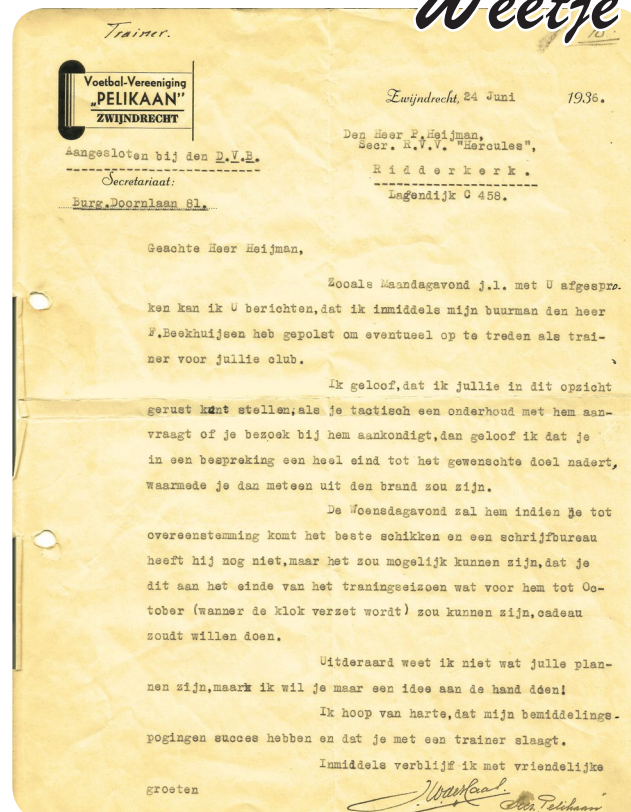 Weetje
Trainer.
Voetbal-Vereeniging
„PELIKAAN”
ZWIJNDRECHT
Aangesloten bij den D.V.B.
Secretariaat:
Burg.Doornlaan 81.
Zwijndrecht, 24 Juni 1936.
Den Heer P.Heijman,
Secr. R.V.V. "Hercules",
R i d d e r k e r k .
Lagendijk C 458.
Geachte Heer Heijman,
Zooals Maandagavond j.l. met U afgespro-
ken kan ik U berichten,dat ik inmiddels mijn buurman den heer
F.Beekhuijsen heb gepolst om eventueel op te treden als trai-
ner voor jullie club.
Ik geloof,dat ik jullie in dit opzicht
gerust kunt stellen,als je tactisch een onderhoud met hem aan-
vraagt of je bezoek bij hem aankondigt,dan geloof ik dat je
in een bespreking een heel eind tot het gewenschte doel nadert,
waarmede je dan meteen uit den brand zou zijn.
De Woensdagavond zal hem indien je tot
overeenstemming komt het beste schikken en een schrijfbureau
heeft hij nog niet,maar het zou mogelijk kunnen zijn,dat je
dit aan het einde van het traningseizoen wat voor hem tot Oc-
tober (wanner de klok verzet wordt) zou kunnen zijn,cadeau
zoudt willen doen.
Uitderaard weet ik niet wat julle plan-
nen zijn,maark ik wil je maar een idee aan de hand doen!
Ik hoop van harte,dat mijn bemiddelings-
pogingen succes hebben en dat je met een trainer slaagt.
Inmiddels verblijf ik met vriendelijke
groeten
Secr. Pelikaan"